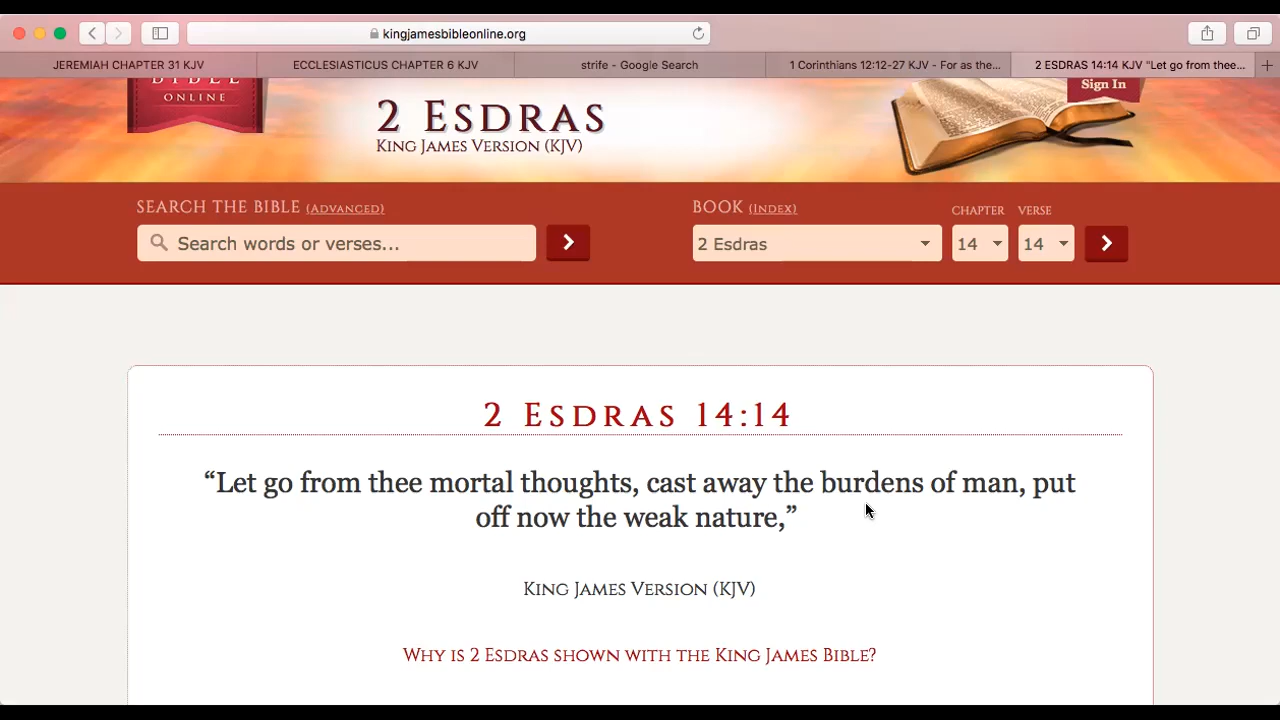 kingjamesbibleonline.org
JEREMIAH CHAPTER 31 KJV
ECCLESIASTICUS CHAPTER 6 KJV
strife - Google Search
1 Corinthians 12:12-27 KJV - For as the...
2 ESDRAS 14:14 KJV "Let go from thee...
BIBLE
ONLINE
2 ESDRAS
KING JAMES VERSION (KJV)
Sign In
SEARCH THE BIBLE (ADVANCED)
BOOK (INDEX)
CHAPTER
VERSE
Search words or verses...
2 Esdras
14
14
2 ESDRAS 14:14
“Let go from thee mortal thoughts, cast away the burdens of man, put
off now the weak nature,”
KING JAMES VERSION (KJV)
WHY IS 2 ESDRAS SHOWN WITH THE KING JAMES BIBLE?